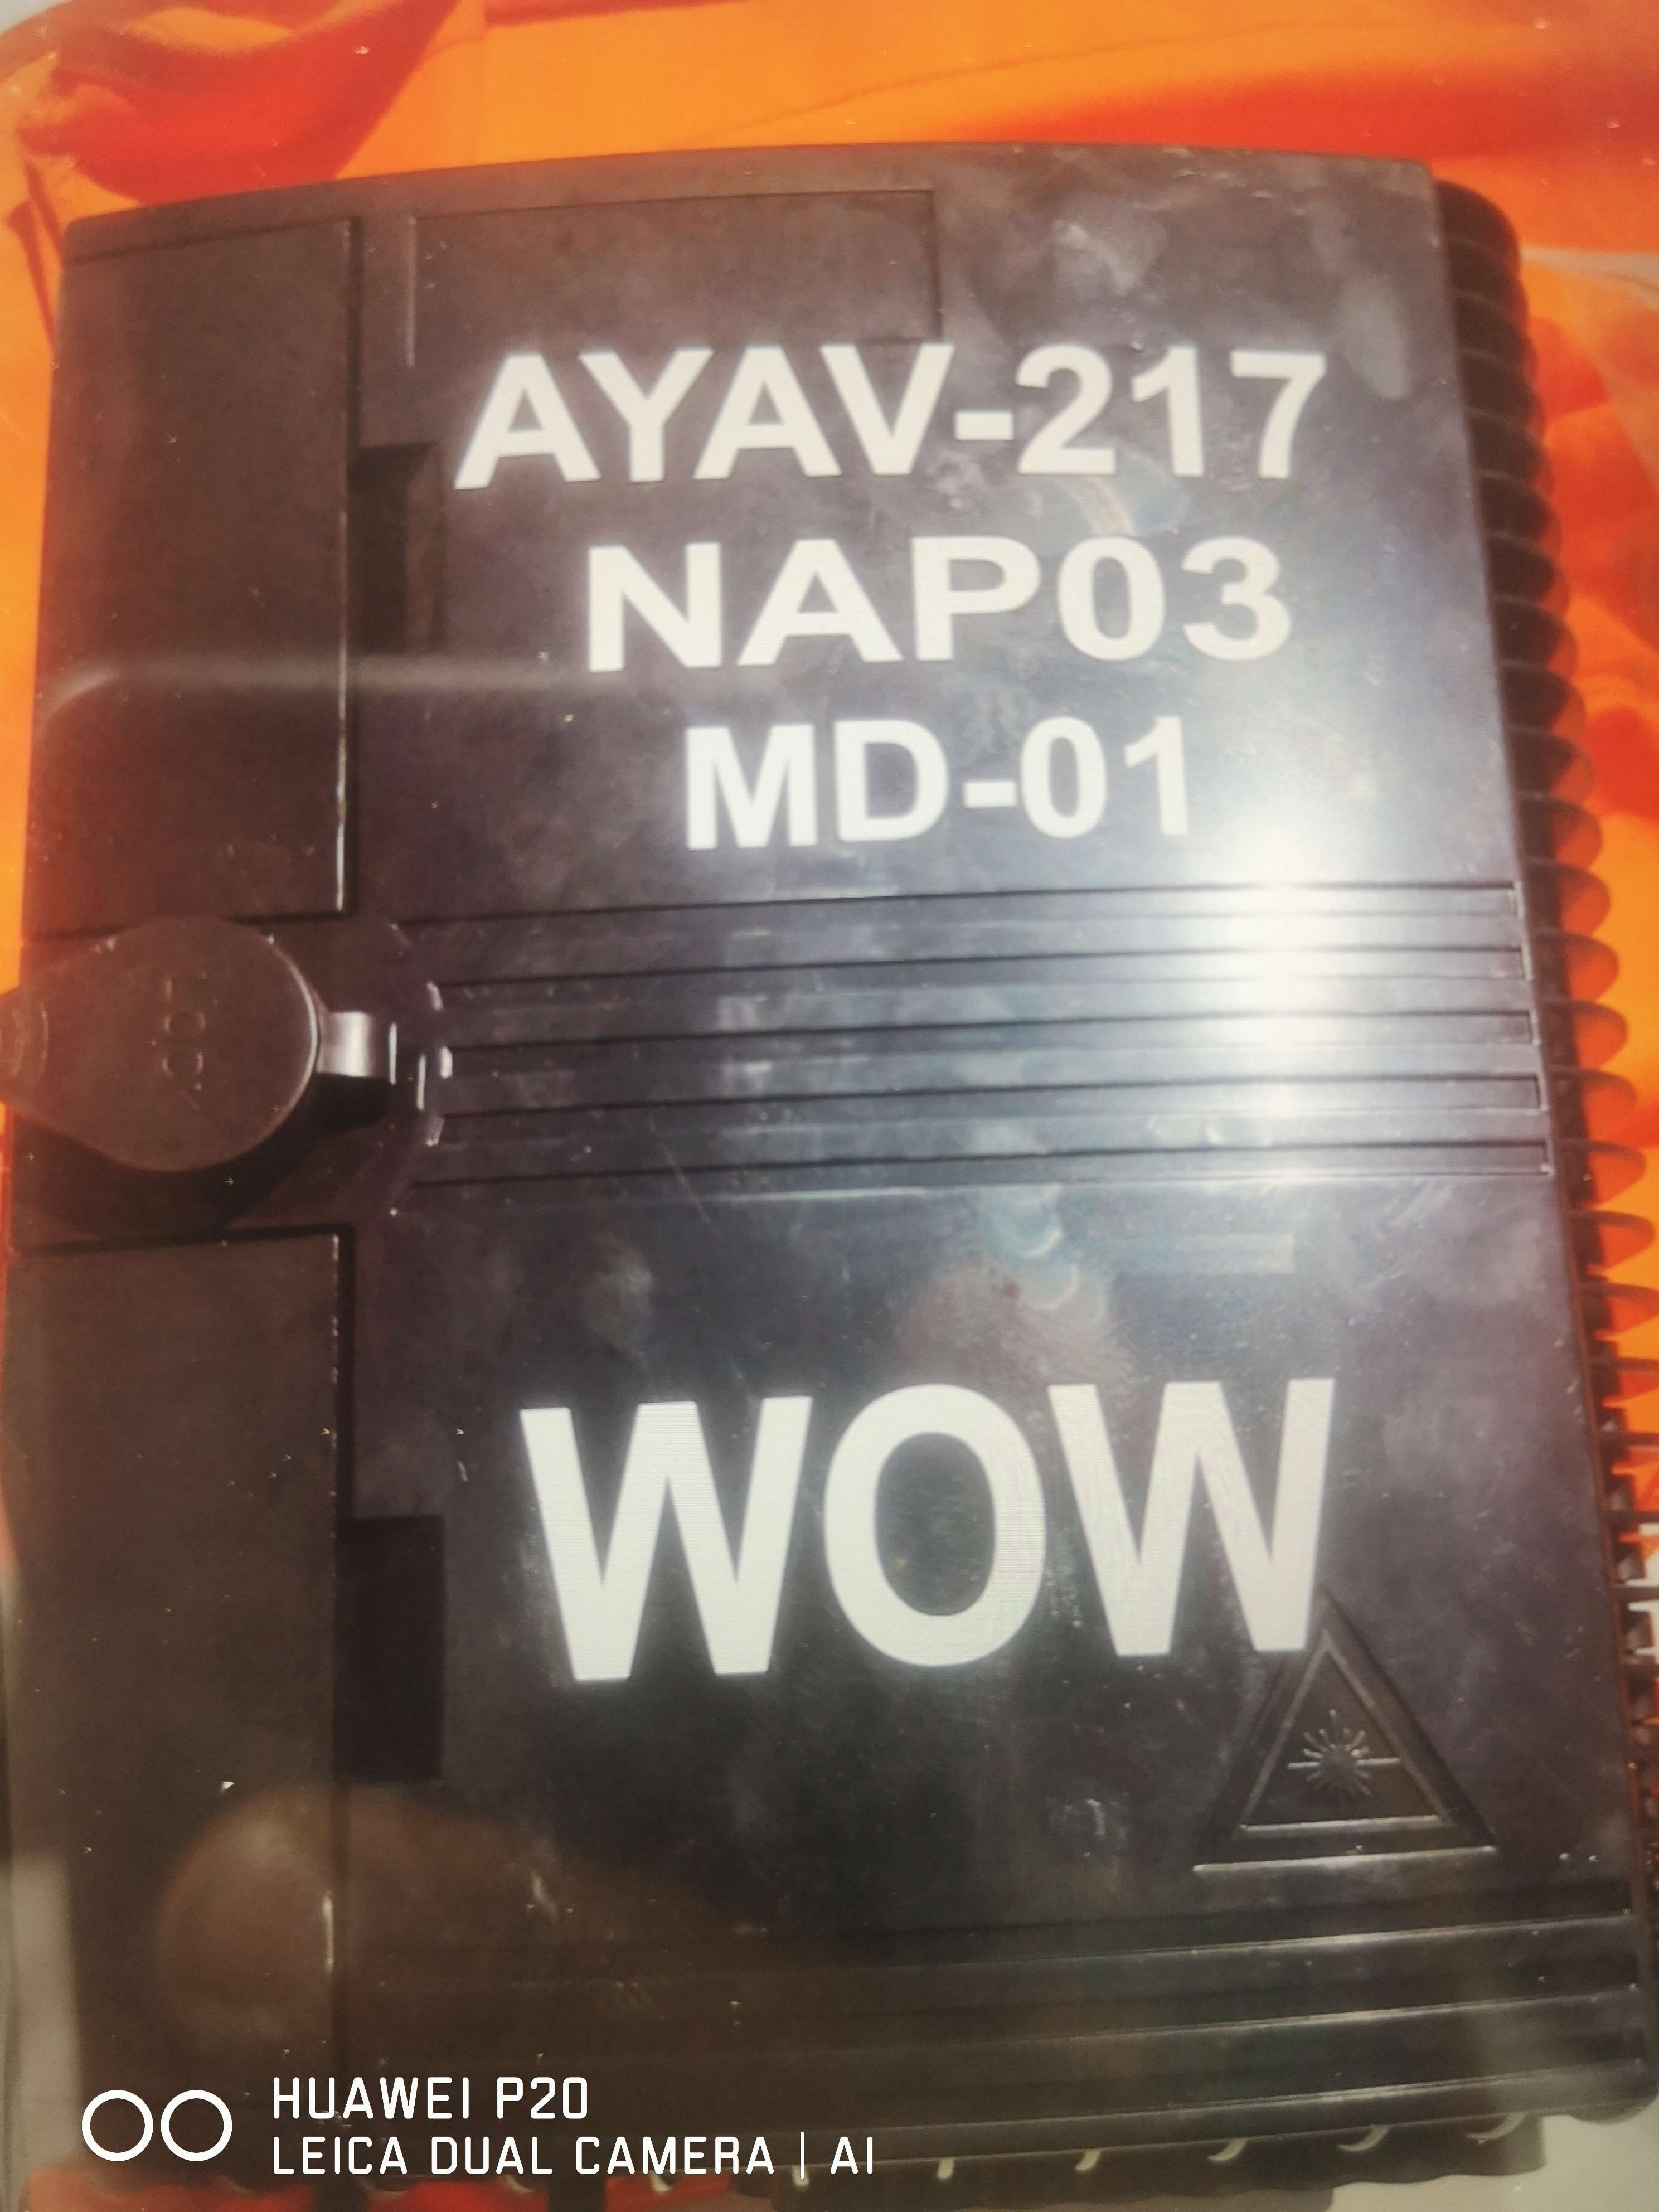 AYAV-217
NAP03
MD-01
WOW
HUAWEI P20
LEICA DUAL CAMERA | AI